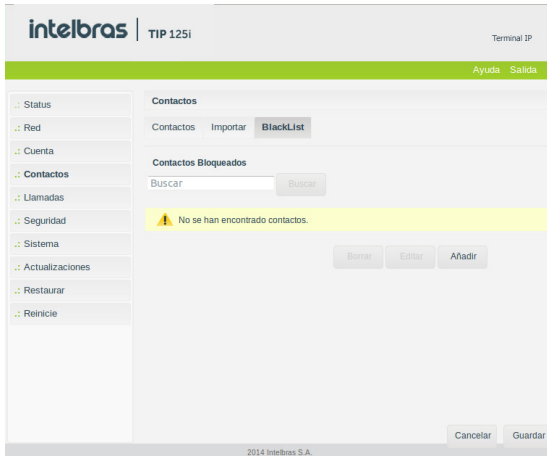 intelbras TIP 125i
Terminal IP
Ayuda Salida
.: Status
.: Red
.: Cuenta
.: Contactos
.: Llamadas
.: Seguridad
.: Sistema
.: Actualizaciones
.: Restaurar
.: Reinicie
Contactos
Contactos Importar BlackList
Contactos Bloqueados
Buscar Buscar
No se han encontrado contactos.
Borrar Editar Añadir
Cancelar Guardar
2014 Intelbras S.A.